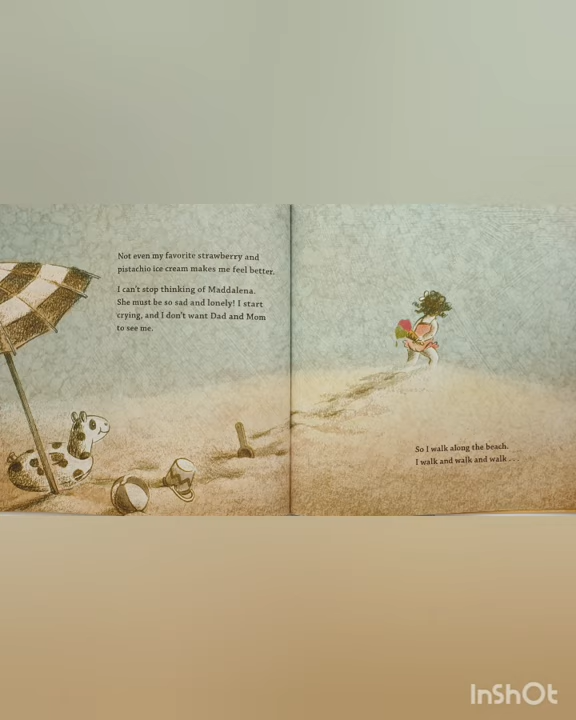 Not even my favorite strawberry and
pistachio ice cream makes me feel better.
I can't stop thinking of Maddalena.
She must be so sad and lonely! I start
crying, and I don't want Dad and Mom
to see me.
So I walk along the beach.
I walk and walk and walk . . .
InShOt